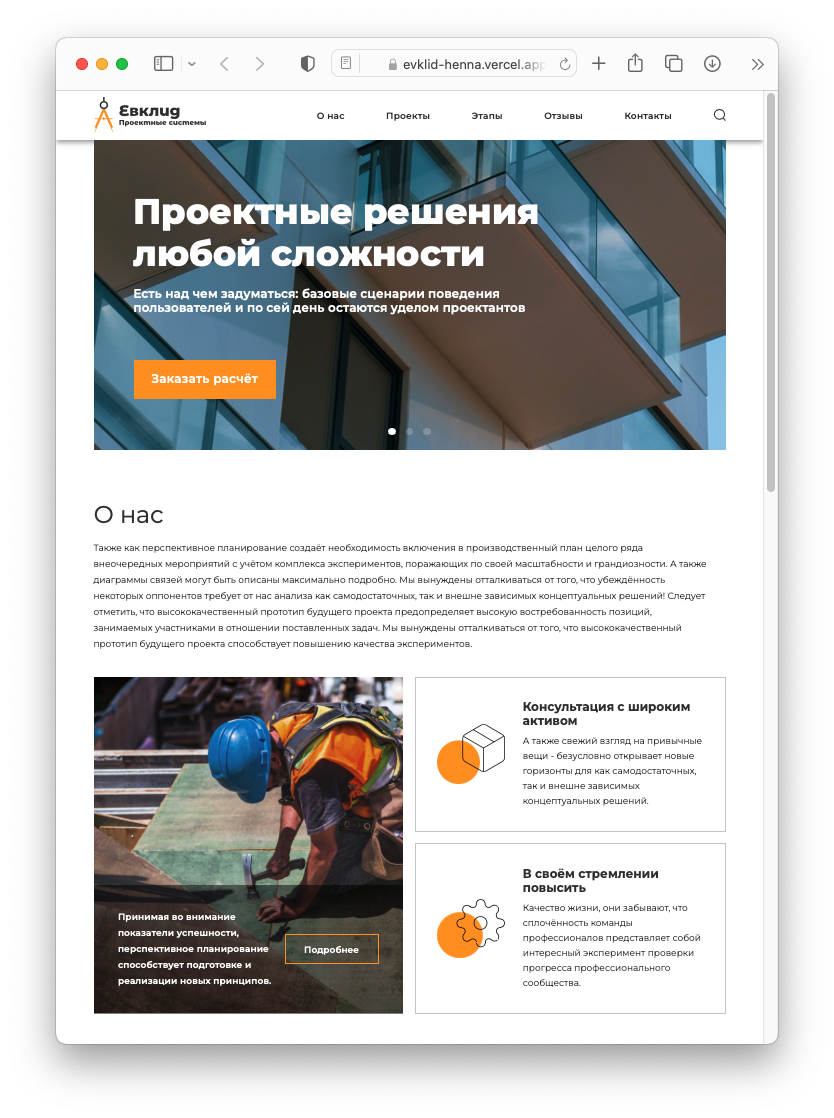 evklid-henna.vercel.app
Евклид
Проектные системы
О нас
Проекты
Этапы
Отзывы
Контакты
Проектные решения
любой сложности
Есть над чем задуматься: базовые сценарии поведения
пользователей и по сей день остаются уделом проектантов
Заказать расчёт
О нас
Также как перспективное планирование создаёт необходимость включения в производственный план целого ряда
внеочередных мероприятий с учётом комплекса экспериментов, поражающих по своей масштабности и грандиозности. А также
диаграммы связей могут быть описаны максимально подробно. Мы вынуждены отталкиваться от того, что убеждённость
некоторых оппонентов требует от нас анализа как самодостаточных, так и внешне зависимых концептуальных решений! Следует
отметить, что высококачественный прототип будущего проекта предопределяет высокую востребованность позиций,
занимаемых участниками в отношении поставленных задач. Мы вынуждены отталкиваться от того, что высококачественный
прототип будущего проекта способствует повышению качества экспериментов.
Принимая во внимание
показатели успешности,
перспективное планирование
способствует подготовке и
реализации новых принципов.
Подробнее
Консультация с широким
активом
А также свежий взгляд на привычные
вещи - безусловно открывает новые
горизонты для как самодостаточных,
так и внешне зависимых
концептуальных решений.
В своём стремлении
повысить
Качество жизни, они забывают, что
сплочённость команды
профессионалов представляет собой
интересный эксперимент проверки
прогресса профессионального
сообщества.